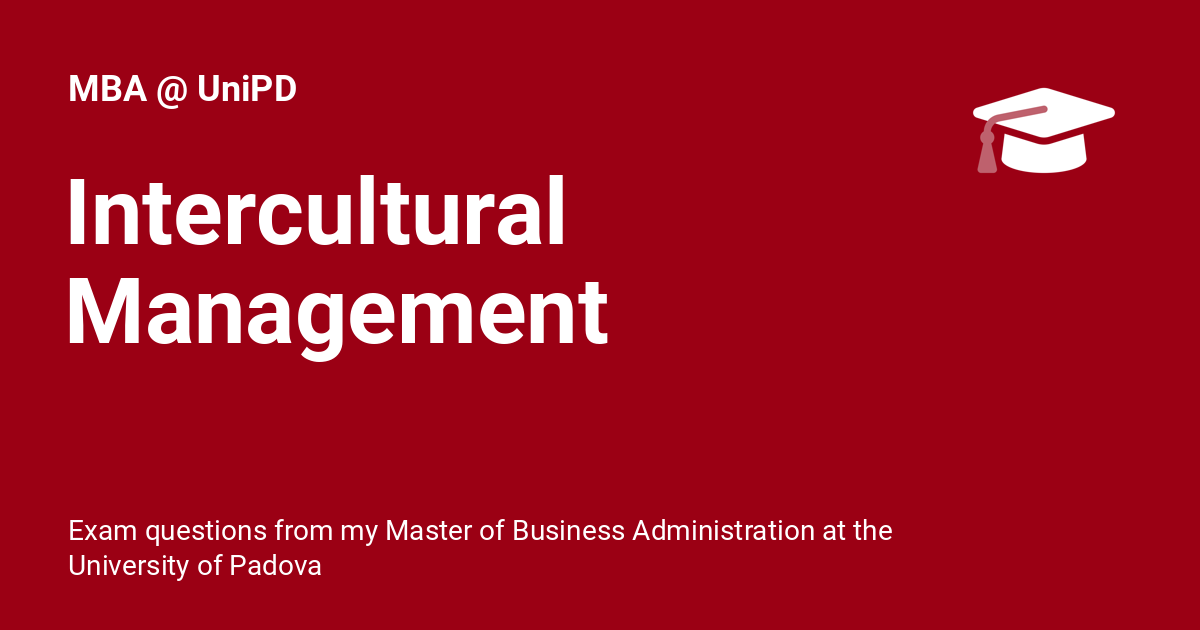 MBA @ UniPD
Intercultural
Management
Exam questions from my Master of Business Administration at the
University of Padova